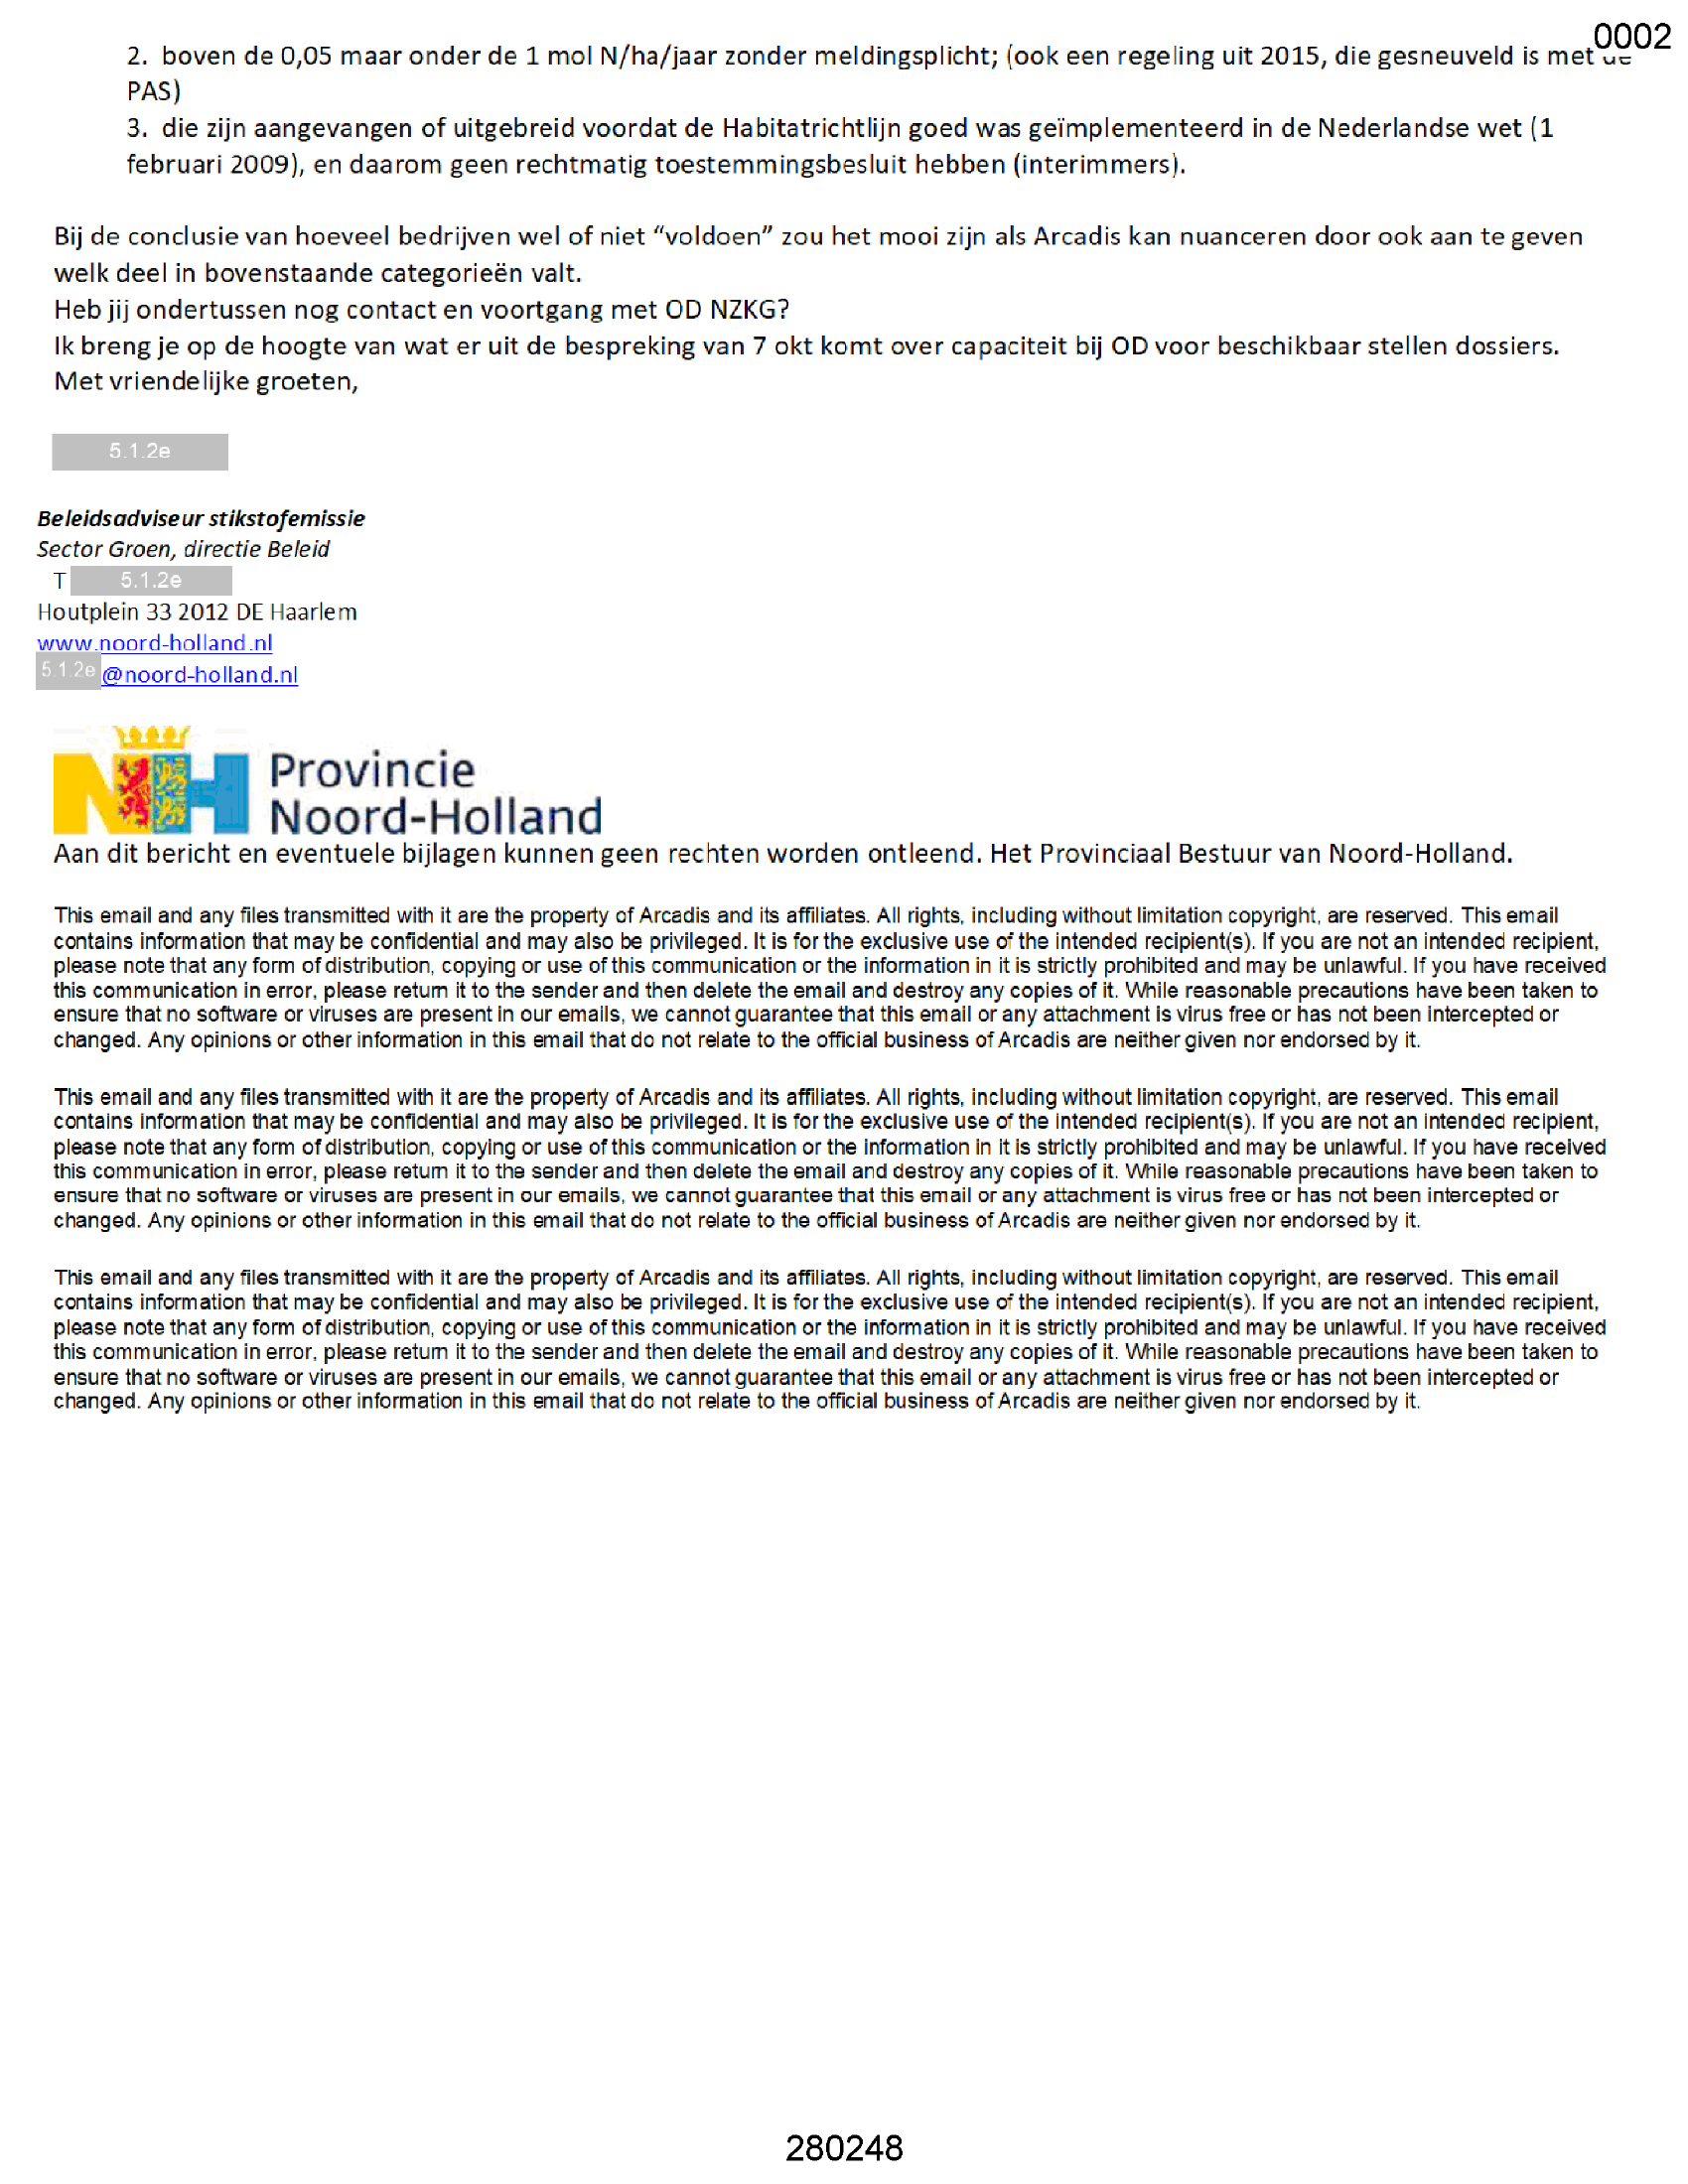 0002
2. boven de 0,05 maar onder de 1 mol N/ha/jaar zonder meldingsplicht; (ook een regeling uit 2015, die gesneuveld is met de
PAS)
3. die zijn aangevangen of uitgebreid voordat de Habitatrichtlijn goed was geïmplementeerd in de Nederlandse wet (1
februari 2009), en daarom geen rechtmatig toestemmingsbesluit hebben (interimmers).
Bij de conclusie van hoeveel bedrijven wel of niet “voldoen” zou het mooi zijn als Arcadis kan nuanceren door ook aan te geven
welk deel in bovenstaande categorieën valt.
Heb jij ondertussen nog contact en voortgang met OD NZKG?
Ik breng je op de hoogte van wat er uit de bespreking van 7 okt komt over capaciteit bij OD voor beschikbaar stellen dossiers.
Met vriendelijke groeten,
5.1.2e
Beleidsadviseur stikstofemissie
Sector Groen, directie Beleid
T 5.1.2e
Houtplein 33 2012 DE Haarlem
www.noord-holland.nl
5.1.2e @noord-holland.nl
NH Provincie
Noord-Holland
Aan dit bericht en eventuele bijlagen kunnen geen rechten worden ontleend. Het Provinciaal Bestuur van Noord-Holland.
This email and any files transmitted with it are the property of Arcadis and its affiliates. All rights, including without limitation copyright, are reserved. This email
contains information that may be confidential and may also be privileged. It is for the exclusive use of the intended recipient(s). If you are not an intended recipient,
please note that any form of distribution, copying or use of this communication or the information in it is strictly prohibited and may be unlawful. If you have received
this communication in error, please return it to the sender and then delete the email and destroy any copies of it. While reasonable precautions have been taken to
ensure that no software or viruses are present in our emails, we cannot guarantee that this email or any attachment is virus free or has not been intercepted or
changed. Any opinions or other information in this email that do not relate to the official business of Arcadis are neither given nor endorsed by it.
This email and any files transmitted with it are the property of Arcadis and its affiliates. All rights, including without limitation copyright, are reserved. This email
contains information that may be confidential and may also be privileged. It is for the exclusive use of the intended recipient(s). If you are not an intended recipient,
please note that any form of distribution, copying or use of this communication or the information in it is strictly prohibited and may be unlawful. If you have received
this communication in error, please return it to the sender and then delete the email and destroy any copies of it. While reasonable precautions have been taken to
ensure that no software or viruses are present in our emails, we cannot guarantee that this email or any attachment is virus free or has not been intercepted or
changed. Any opinions or other information in this email that do not relate to the official business of Arcadis are neither given nor endorsed by it.
This email and any files transmitted with it are the property of Arcadis and its affiliates. All rights, including without limitation copyright, are reserved. This email
contains information that may be confidential and may also be privileged. It is for the exclusive use of the intended recipient(s). If you are not an intended recipient,
please note that any form of distribution, copying or use of this communication or the information in it is strictly prohibited and may be unlawful. If you have received
this communication in error, please return it to the sender and then delete the email and destroy any copies of it. While reasonable precautions have been taken to
ensure that no software or viruses are present in our emails, we cannot guarantee that this email or any attachment is virus free or has not been intercepted or
changed. Any opinions or other information in this email that do not relate to the official business of Arcadis are neither given nor endorsed by it.
280248